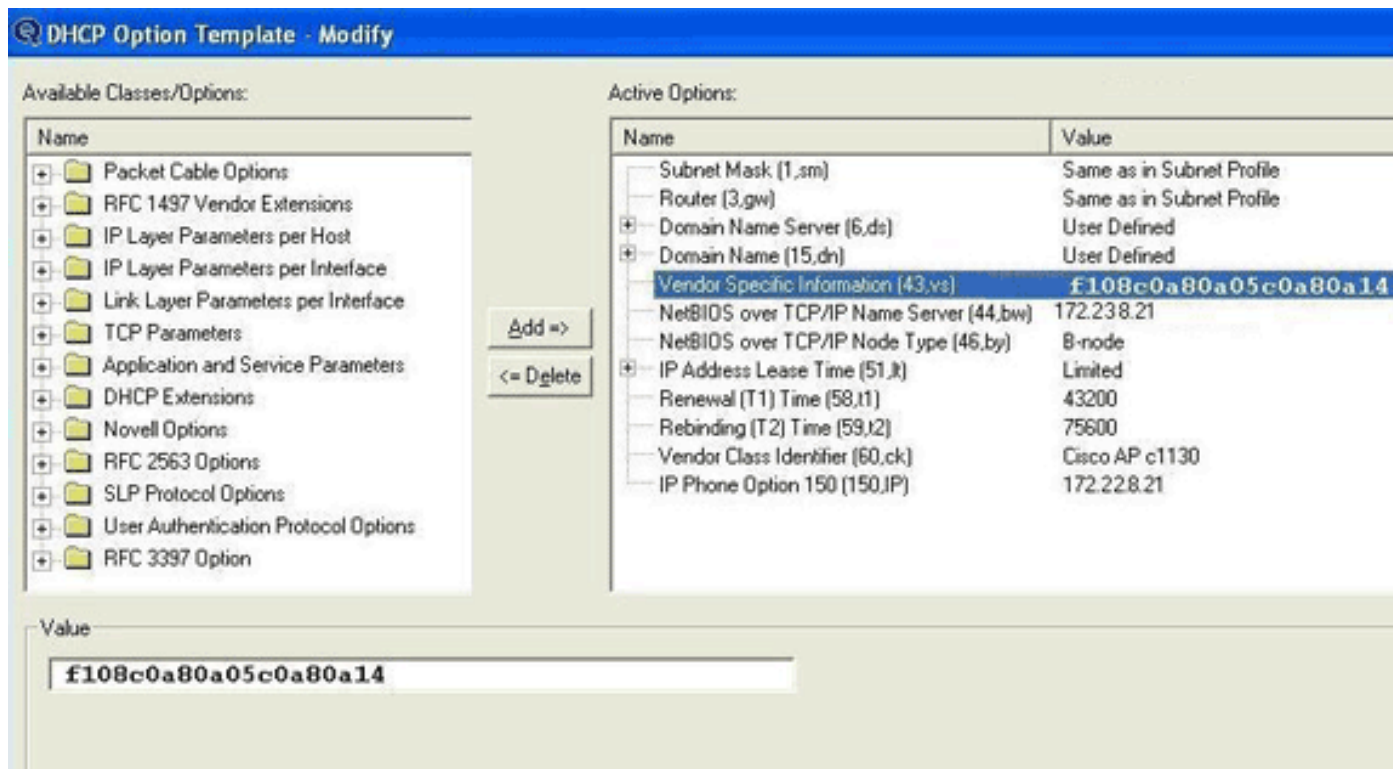 DHCP Option Template - Modify
Available Classes/Options:
Name
Packet Cable Options
RFC 1497 Vendor Extensions
IP Layer Parameters per Host
IP Layer Parameters per Interface
Link Layer Parameters per Interface
TCP Parameters
Application and Service Parameters
DHCP Extensions
Novell Options
RFC 2563 Options
SLP Protocol Options
User Authentication Protocol Options
RFC 3397 Option
Add =>
<= Delete
Active Options:
Name Value
Subnet Mask (1,sm) Same as in Subnet Profile
Router (3,gw) Same as in Subnet Profile
Domain Name Server (6,ds) User Defined
Domain Name (15,dn) User Defined
Vendor Specific Information (43,vs) f108c0a80a05c0a80a14
NetBIOS over TCP/IP Name Server (44,bw) 172.238.21
NetBIOS over TCP/IP Node Type (46,by) B-node
IP Address Lease Time (51,lt) Limited
Renewal (T1) Time (58,t1) 43200
Rebinding (T2) Time (59,t2) 75600
Vendor Class Identifier (60,ck) Cisco AP c1130
IP Phone Option 150 (150,IP) 172.22.8.21
Value
f108c0a80a05c0a80a14